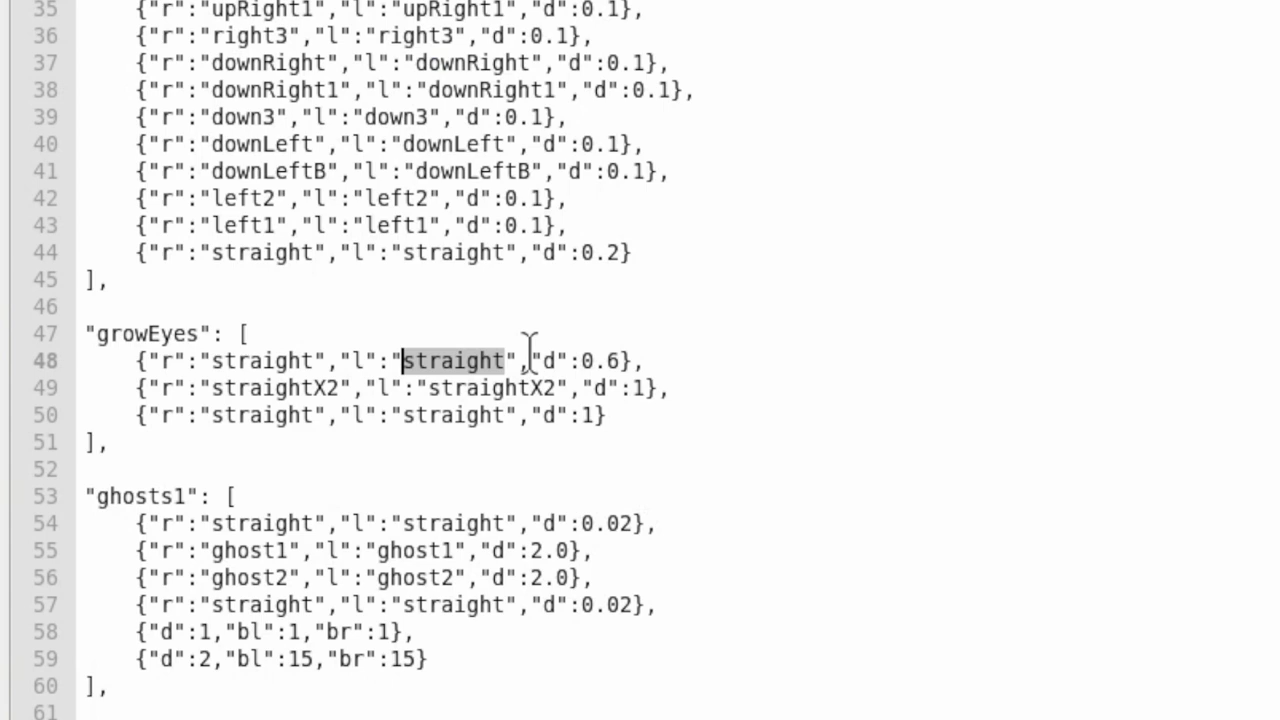 35 {"r":"upRight1","l":"upRight1","d":0.1},
36 {"r":"right3","l":"right3","d":0.1},
37 {"r":"downRight","l":"downRight","d":0.1},
38 {"r":"downRight1","l":"downRight1","d":0.1},
39 {"r":"down3","l":"down3","d":0.1},
40 {"r":"downLeft","l":"downLeft","d":0.1},
41 {"r":"downLeftB","l":"downLeftB","d":0.1},
42 {"r":"left2","l":"left2","d":0.1},
43 {"r":"left1","l":"left1","d":0.1},
44 {"r":"straight","l":"straight","d":0.2}
45 ],
46
47 "growEyes": [
48 {"r":"straight","l":"straight","d":0.6},
49 {"r":"straightX2","l":"straightX2","d":1},
50 {"r":"straight","l":"straight","d":1}
51 ],
52
53 "ghosts1": [
54 {"r":"straight","l":"straight","d":0.02},
55 {"r":"ghost1","l":"ghost1","d":2.0},
56 {"r":"ghost2","l":"ghost2","d":2.0},
57 {"r":"straight","l":"straight","d":0.02},
58 {"d":1,"bl":1,"br":1},
59 {"d":2,"bl":15,"br":15}
60 ],
61